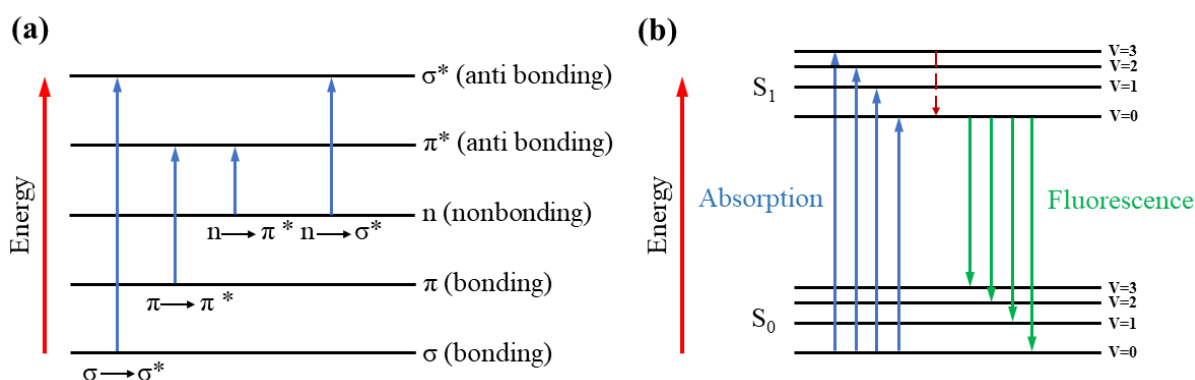 (a)
Energy
σ* (anti bonding)
π* (anti bonding)
n (nonbonding)
n → π * n → σ*
π (bonding)
π → π *
σ (bonding)
σ → σ*
(b)
Energy
S1
V=3
V=2
V=1
V=0
Absorption
Fluorescence
S0
V=3
V=2
V=1
V=0